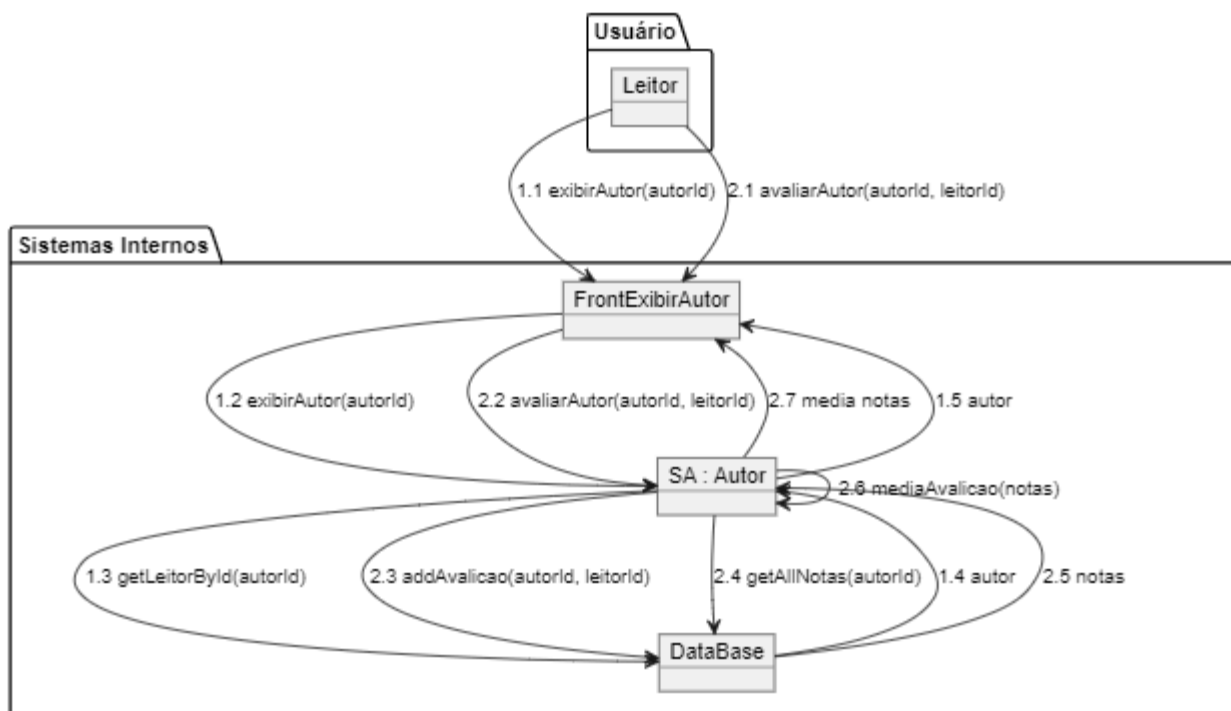 Usuário
Leitor
1.1 exibirAutor(autorId)
2.1 avaliarAutor(autorId, leitorId)
Sistemas Internos
FrontExibirAutor
1.2 exibirAutor(autorId)
2.2 avaliarAutor(autorId, leitorId)
2.7 media notas
1.5 autor
SA : Autor
2.6 mediaAvalicao(notas)
1.3 getLeitorById(autorId)
2.3 addAvalicao(autorId, leitorId)
2.4 getAllNotas(autorId)
1.4 autor
2.5 notas
DataBase